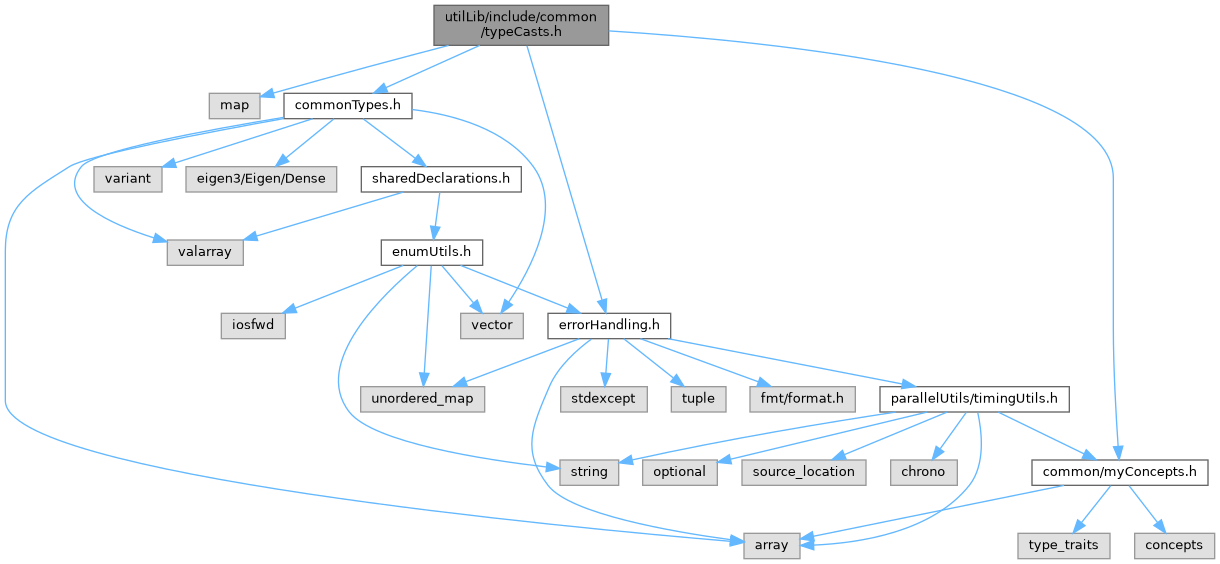 utilLib/include/common
/typeCasts.h
map
commonTypes.h
variant
eigen3/Eigen/Dense
sharedDeclarations.h
valarray
enumUtils.h
iosfwd
vector
errorHandling.h
unordered_map
stdexcept
tuple
fmt/format.h
parallelUtils/timingUtils.h
string
optional
source_location
chrono
common/myConcepts.h
array
type_traits
concepts